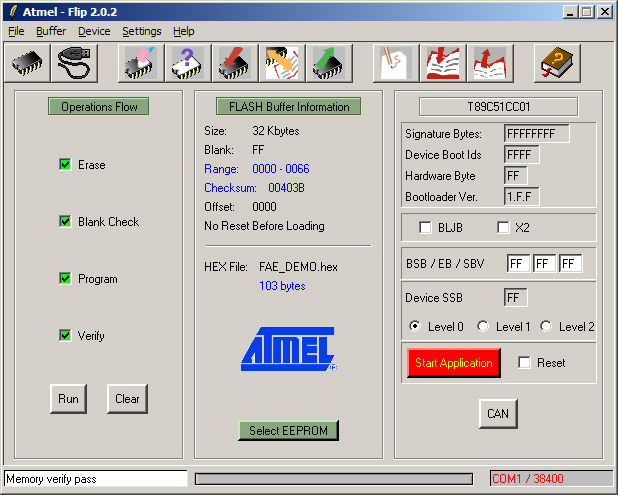 Atmel - Flip 2.0.2
File Buffer Device Settings Help
Operations Flow
Erase
Blank Check
Program
Verify
Run Clear
FLASH Buffer Information
Size: 32 Kbytes
Blank: FF
Range: 0000 - 0066
Checksum: 00403B
Offset: 0000
No Reset Before Loading
HEX File: FAE_DEMO.hex
103 bytes
ATMEL
Select EEPROM
T89C51CC01
Signature Bytes: FFFFFFFF
Device Boot Ids FFFF
Hardware Byte FF
Bootloader Ver. 1.F.F
BLJB X2
BSB / EB / SBV FF FF FF
Device SSB FF
Level 0 Level 1 Level 2
Start Application Reset
CAN
Memory verify pass
COM1 / 38400